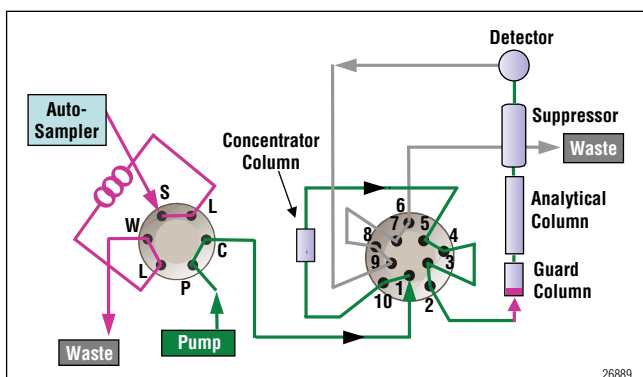 Detector
Auto-
Sampler
Suppressor
Concentrator
Column
Waste
S
L
W
C
L
P
6
7
5
8
4
9
3
1
10
2
Analytical
Column
Guard
Column
Pump
Waste
26889